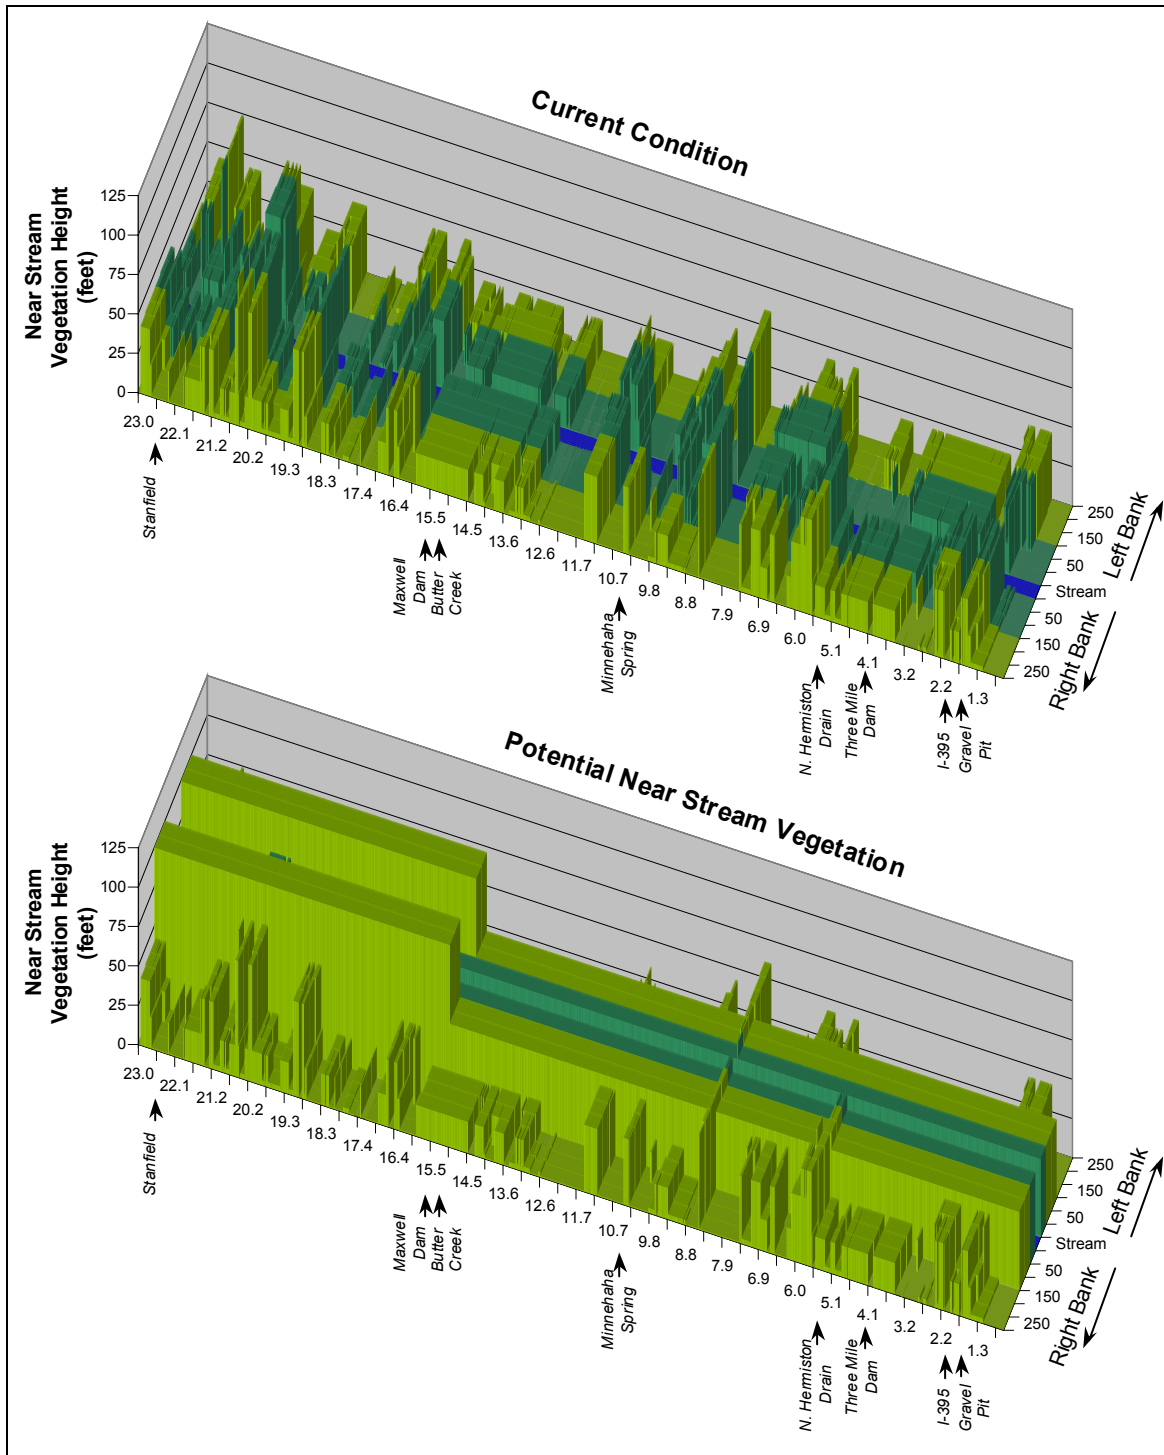 Current Condition
Near Stream
Vegetation Height
(feet)
125
100
75
50
25
0
23.0
22.1
21.2
20.2
19.3
18.3
17.4
16.4
15.5
14.5
13.6
12.6
11.7
10.7
9.8
8.8
7.9
6.9
6.0
5.1
4.1
3.2
2.2
1.3
250
150
50
Stream
50
150
250
Left Bank
Right Bank
Stanfield
Maxwell
Dam
Butter
Creek
Minnehaha
Spring
N. Hermiston
Drain
Three Mile
Dam
I-395
Gravel
Pit
Potential Near Stream Vegetation
Near Stream
Vegetation Height
(feet)
125
100
75
50
25
0
23.0
22.1
21.2
20.2
19.3
18.3
17.4
16.4
15.5
14.5
13.6
12.6
11.7
10.7
9.8
8.8
7.9
6.9
6.0
5.1
4.1
3.2
2.2
1.3
250
150
50
Stream
50
150
250
Left Bank
Right Bank
Stanfield
Maxwell
Dam
Butter
Creek
Minnehaha
Spring
N. Hermiston
Drain
Three Mile
Dam
I-395
Gravel
Pit